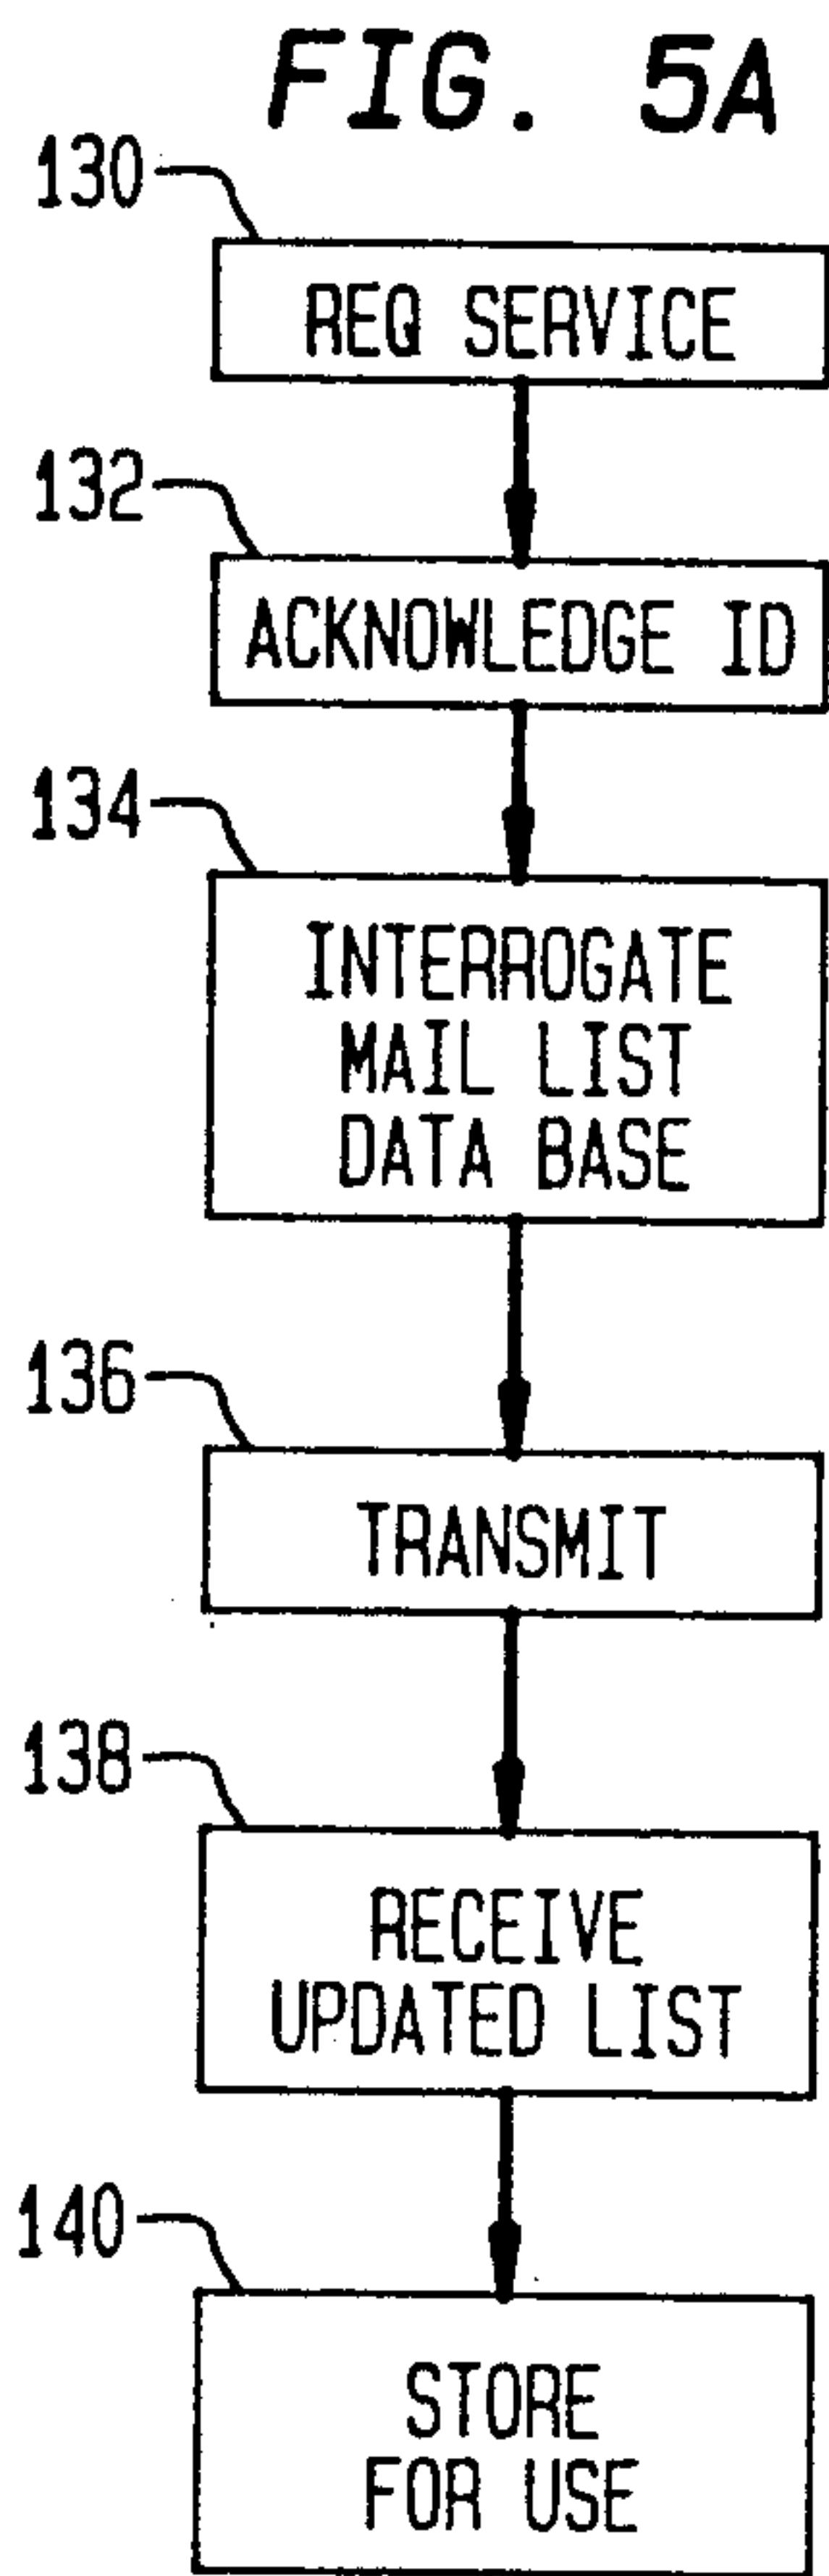 FIG. 5A
130
REQ SERVICE
132
ACKNOWLEDGE ID
134
INTERROGATE
MAIL LIST
DATA BASE
136
TRANSMIT
138
RECEIVE
UPDATED LIST
140
STORE
FOR USE